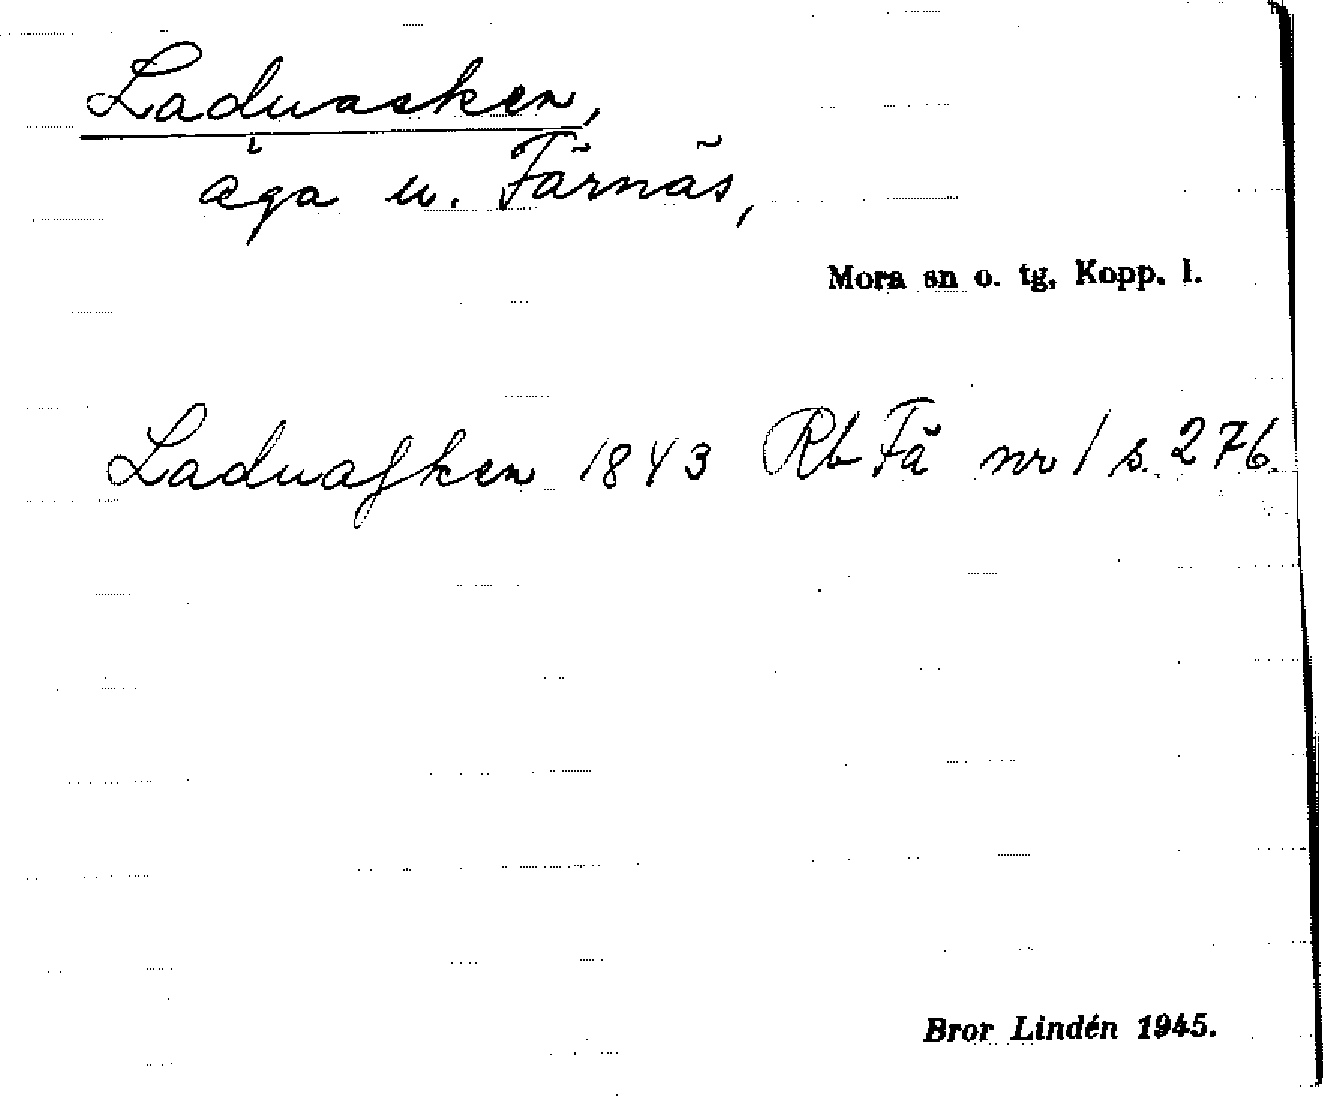 Laduasken,
äga u. Färnäs,
Mora sn o. tg, Kopp. l.
Laduasken 1843 Rb Fä nr 1 s. 276.
Bror Lindén 1945.